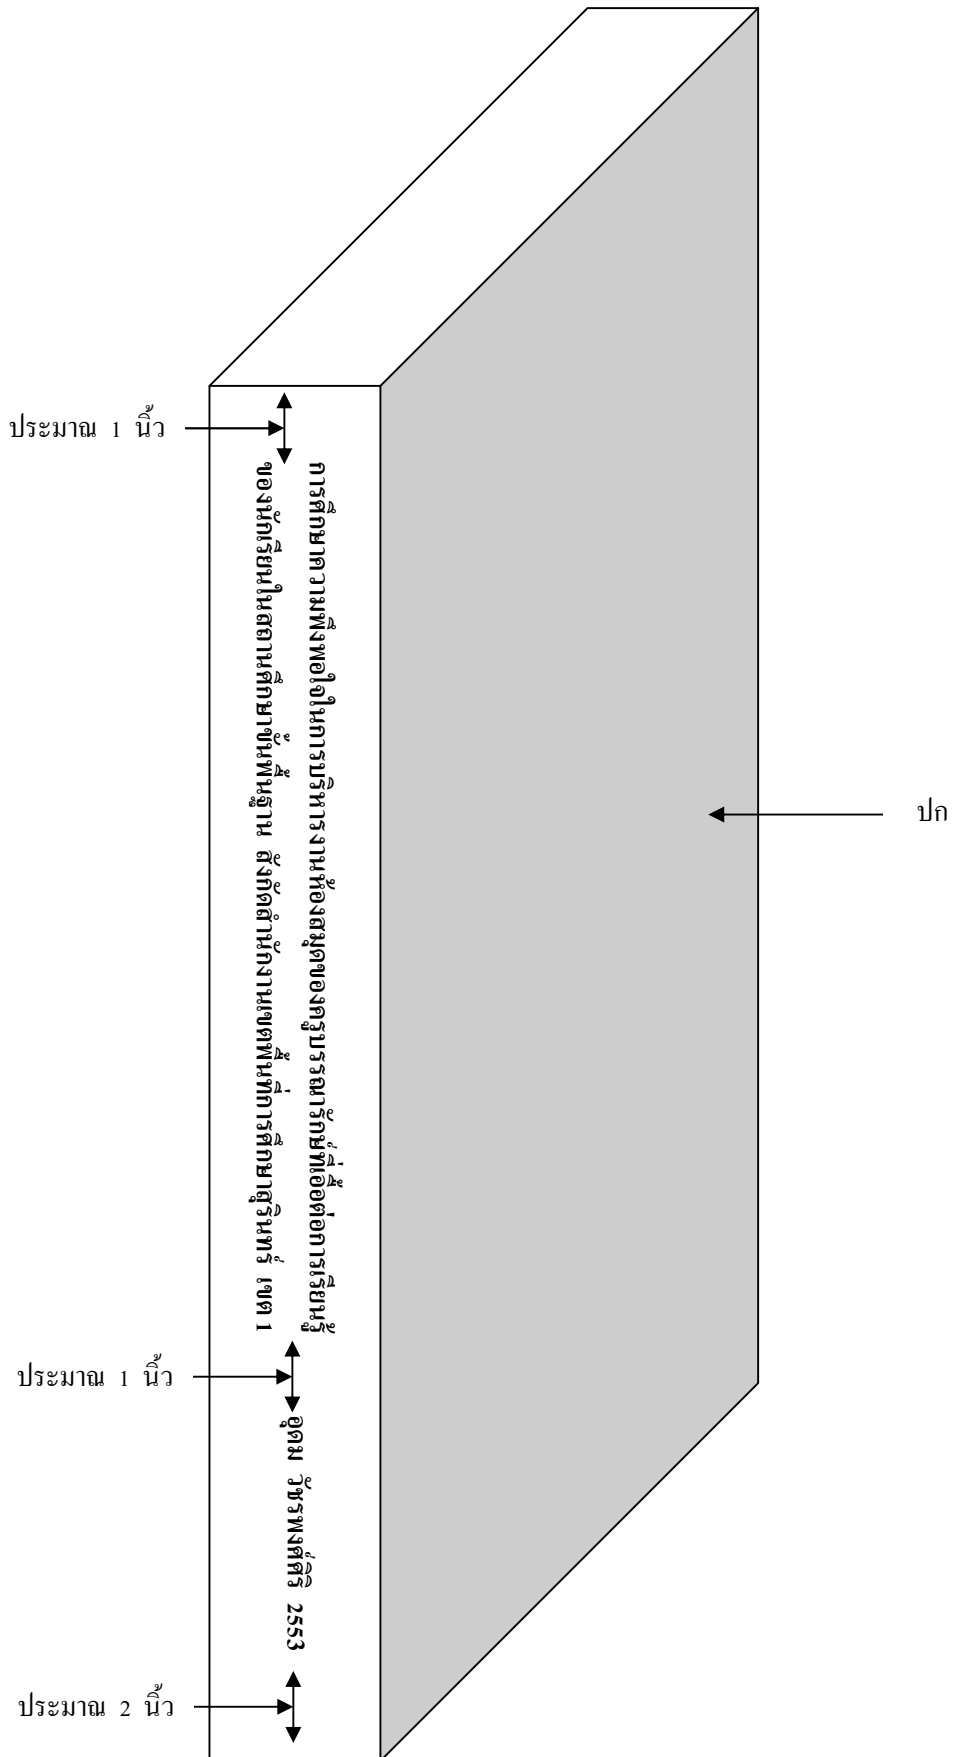 ประมาณ 1 นิ้ว
การศึกษาความพึงพอใจในการบริหารงานห้องสมุดของครูบรรณารักษ์ที่เอื้อต่อการเรียนรู้
ของนักเรียนในสถานศึกษาขั้นพื้นฐาน สังกัดสำนักงานเขตพื้นที่การศึกษาสุรินทร์ เขต 1
ปก
ประมาณ 1 นิ้ว
อุดม วัชรพงศ์ศิริ 2553
ประมาณ 2 นิ้ว